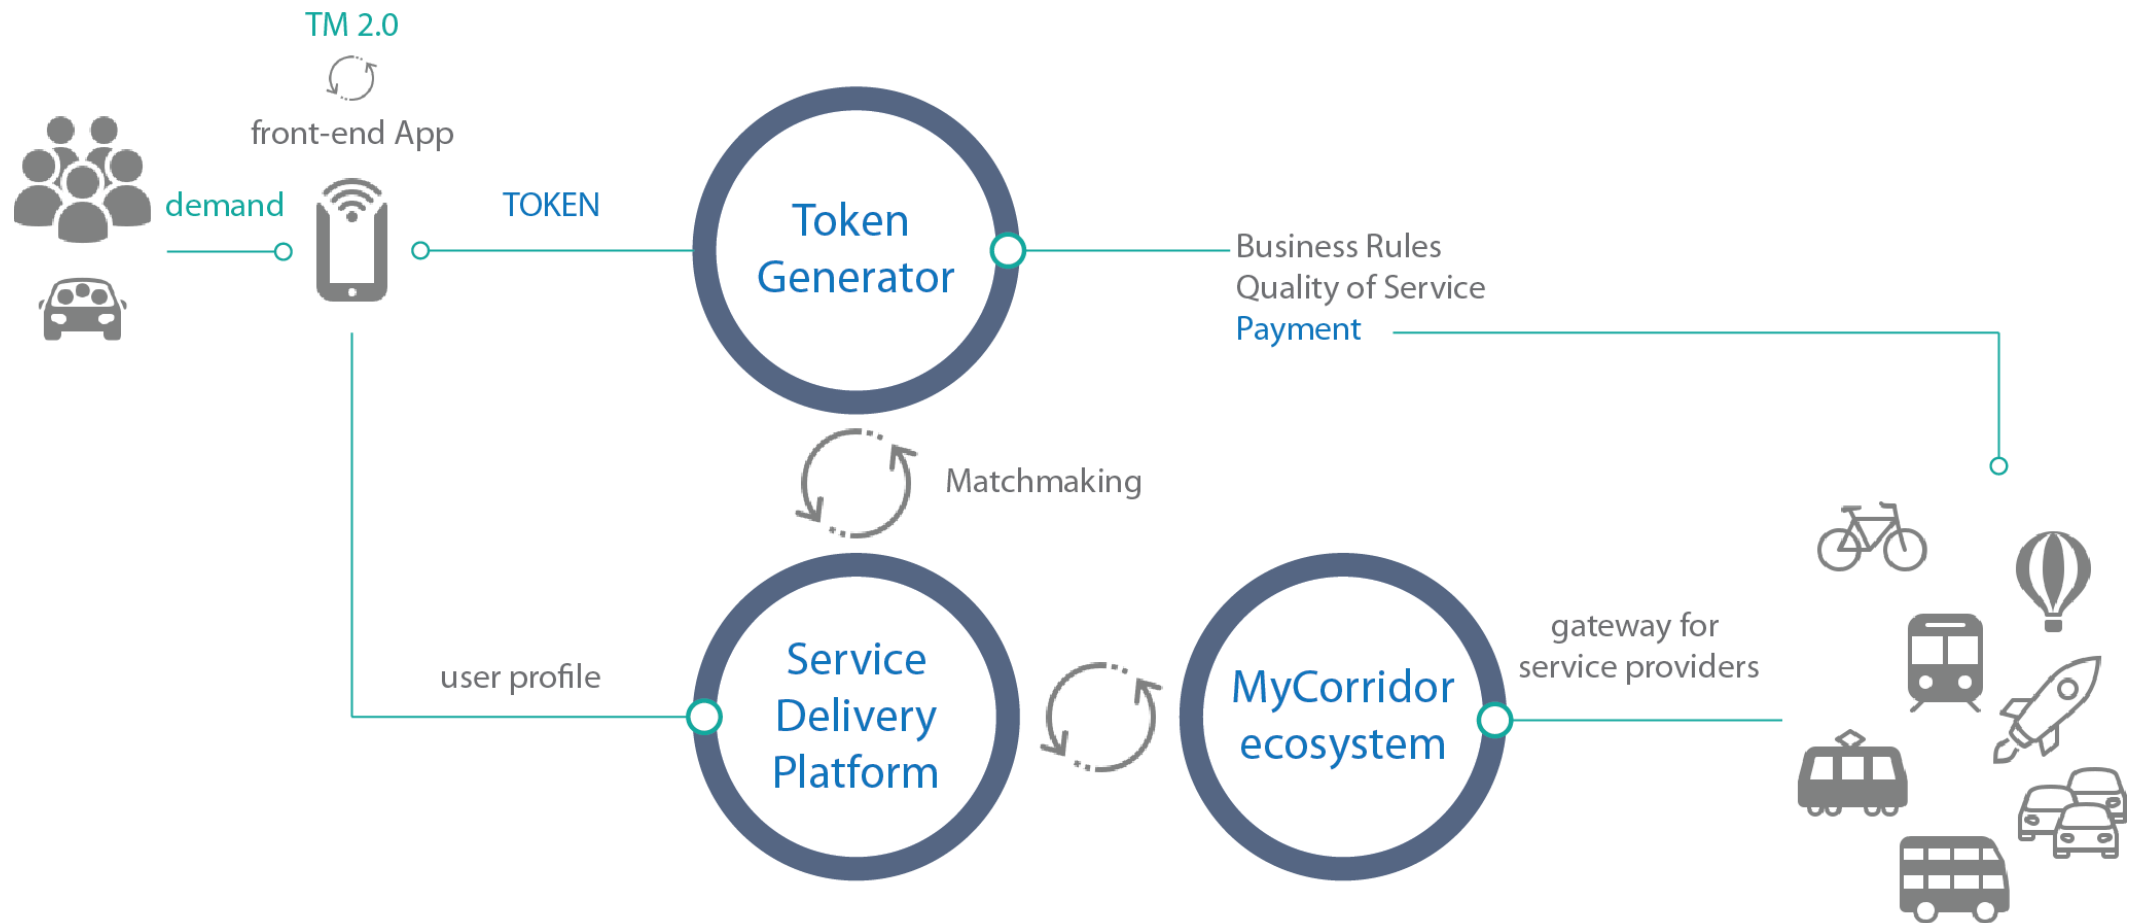 TM 2.0
front-end App
demand
TOKEN
Token
Generator
Business Rules
Quality of Service
Payment
Matchmaking
user profile
Service
Delivery
Platform
MyCorridor
ecosystem
gateway for
service providers